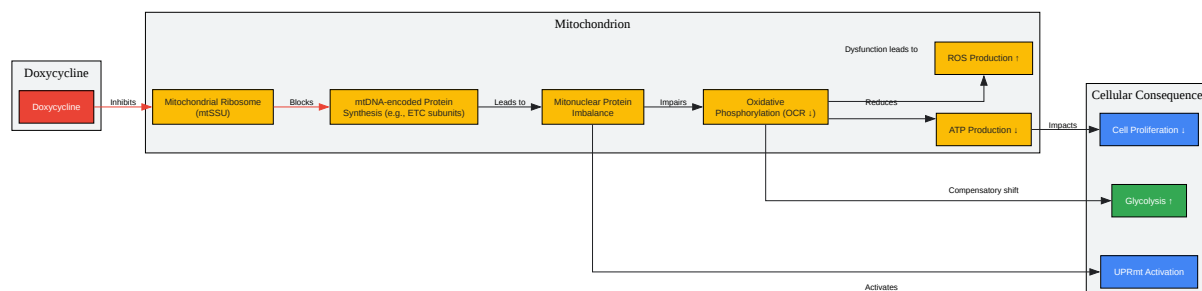 Mitochondrion
Dysfunction leads to
ROS Production ↑
Doxycycline
Doxycycline
Inhibits
Mitochondrial Ribosome
(mtSSU)
Blocks
mtDNA-encoded Protein
Synthesis (e.g., ETC subunits)
Leads to
Mitonuclear Protein
Imbalance
Impairs
Oxidative
Phosphorylation (OCR ↓)
Reduces
ATP Production ↓
Impacts
Cellular Consequence
Cell Proliferation ↓
Compensatory shift
Glycolysis ↑
Activates
UPRmt Activation